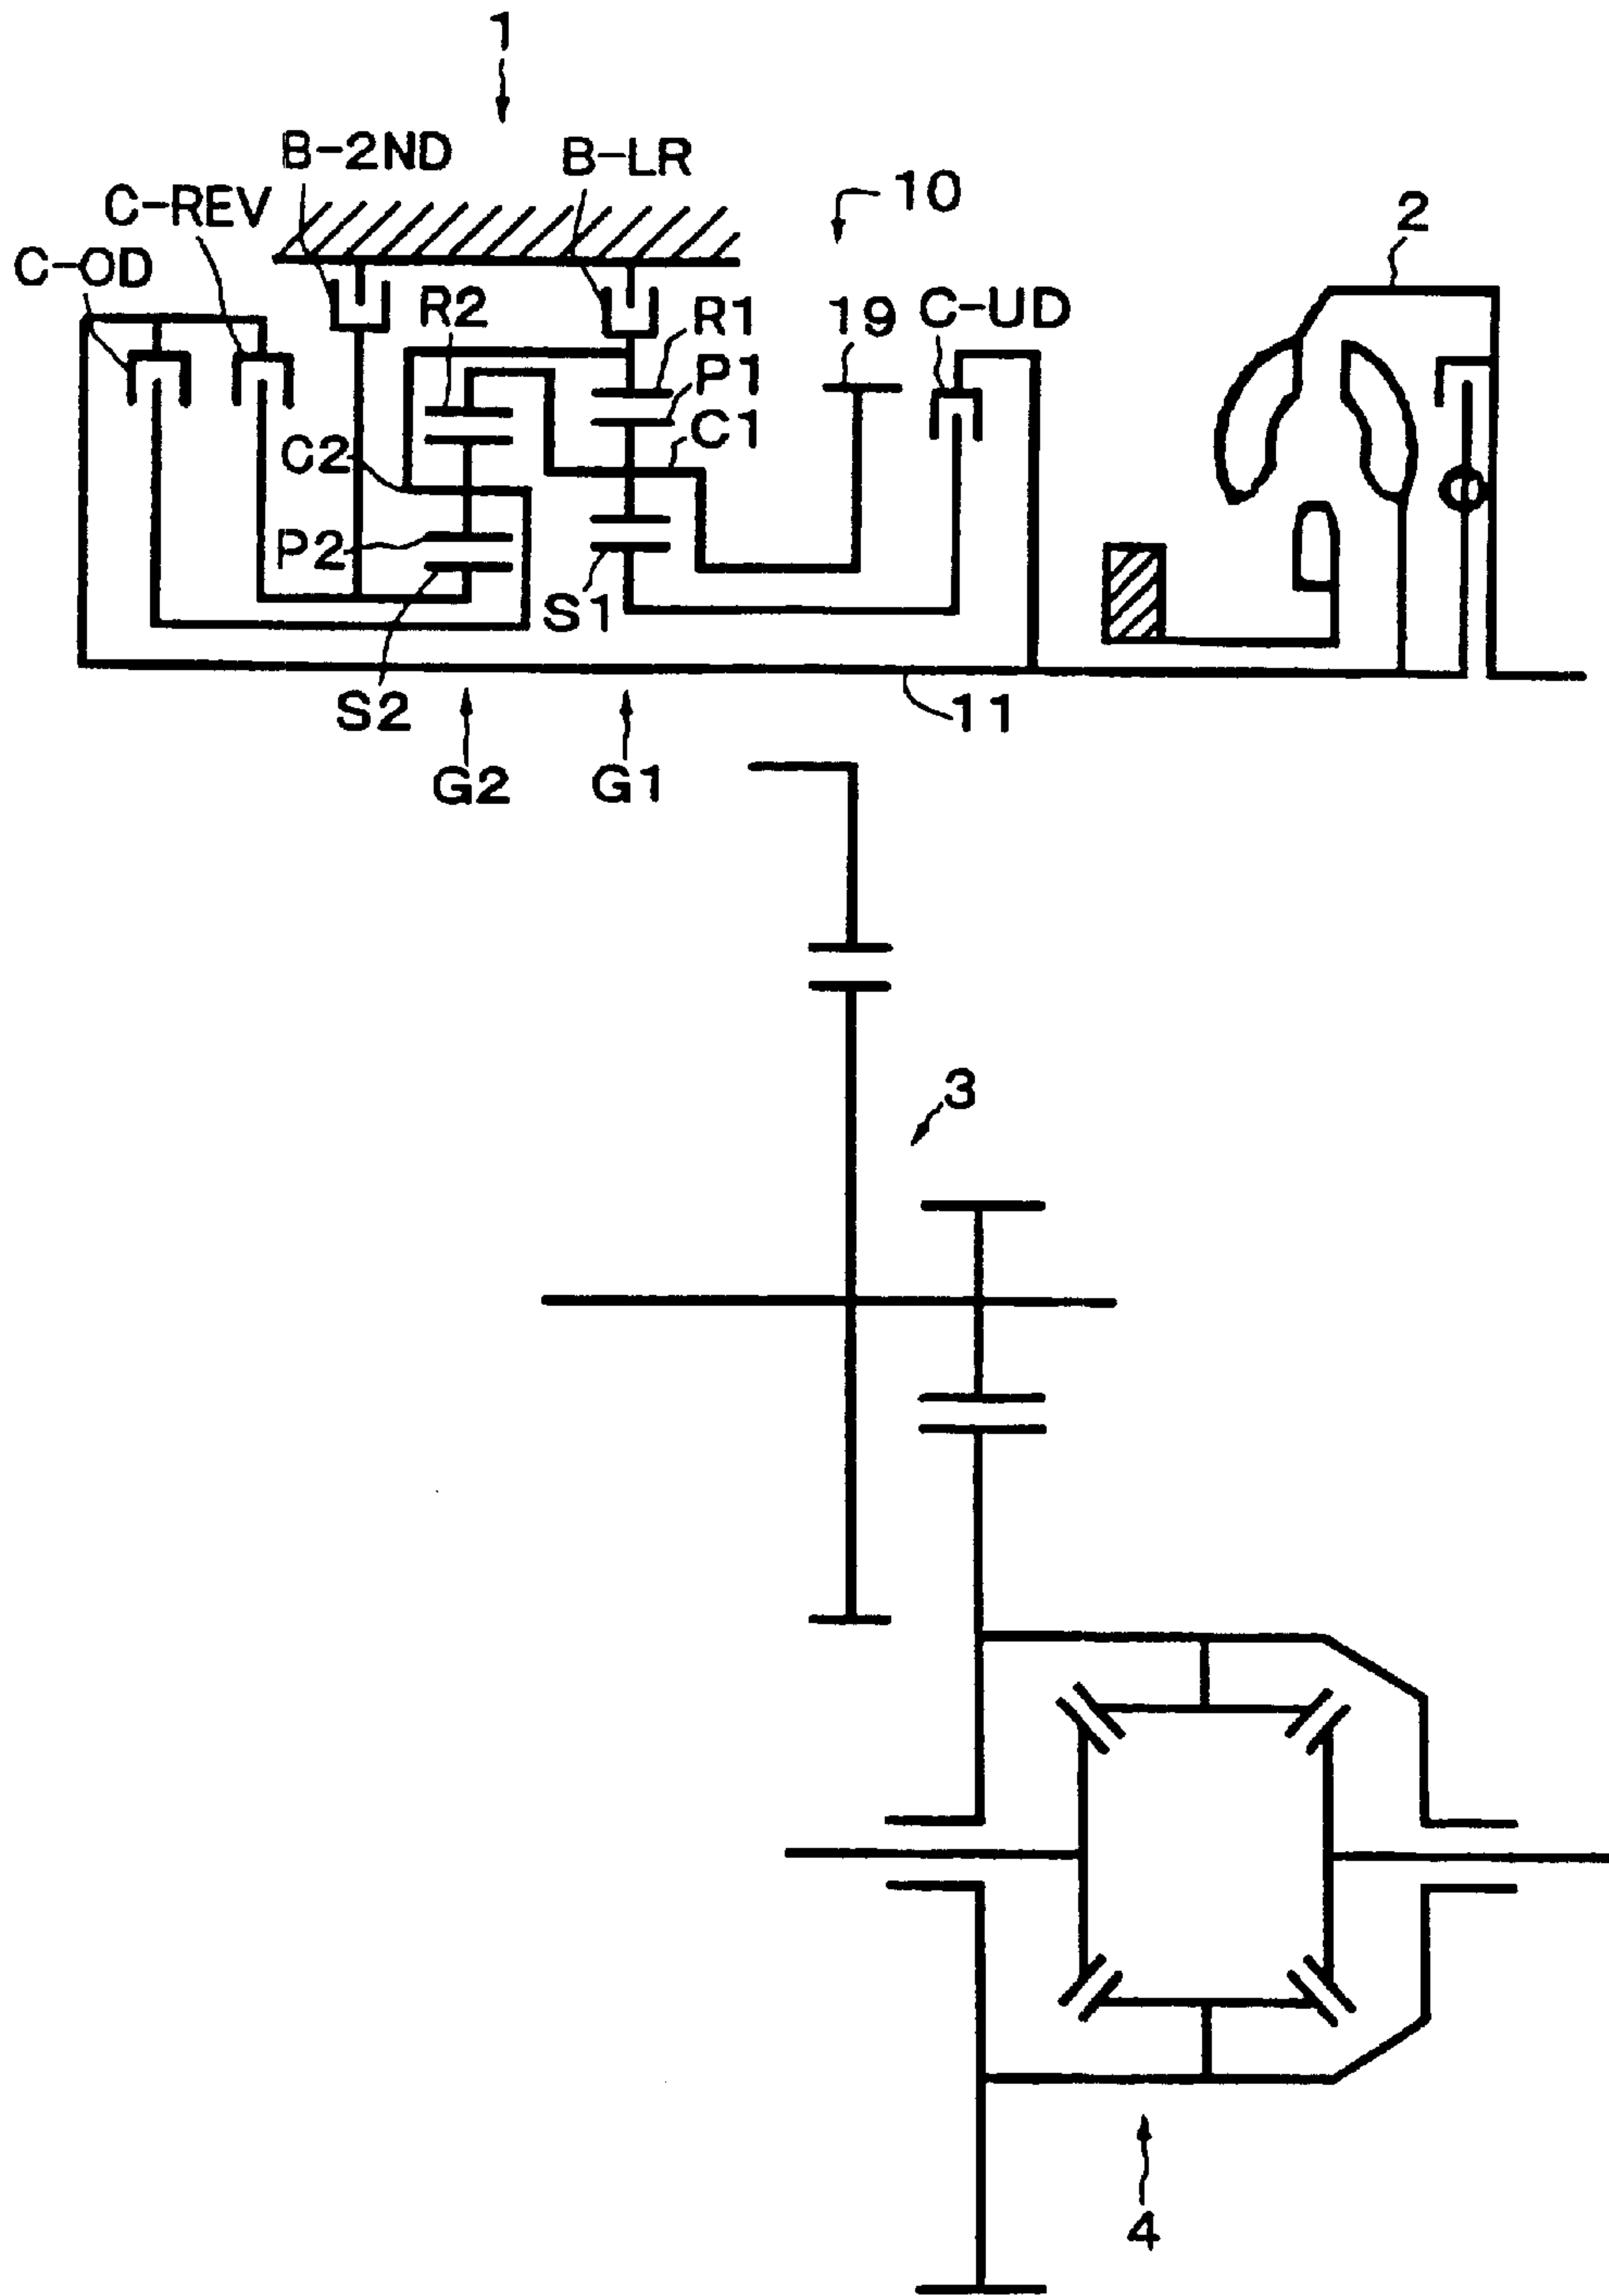 1
B-2ND
B-LR
C-REV
10
2
C-OD
R2
R1
19
C-UD
P1
C1
C2
P2
S1
S2
11
G2
G1
3
4